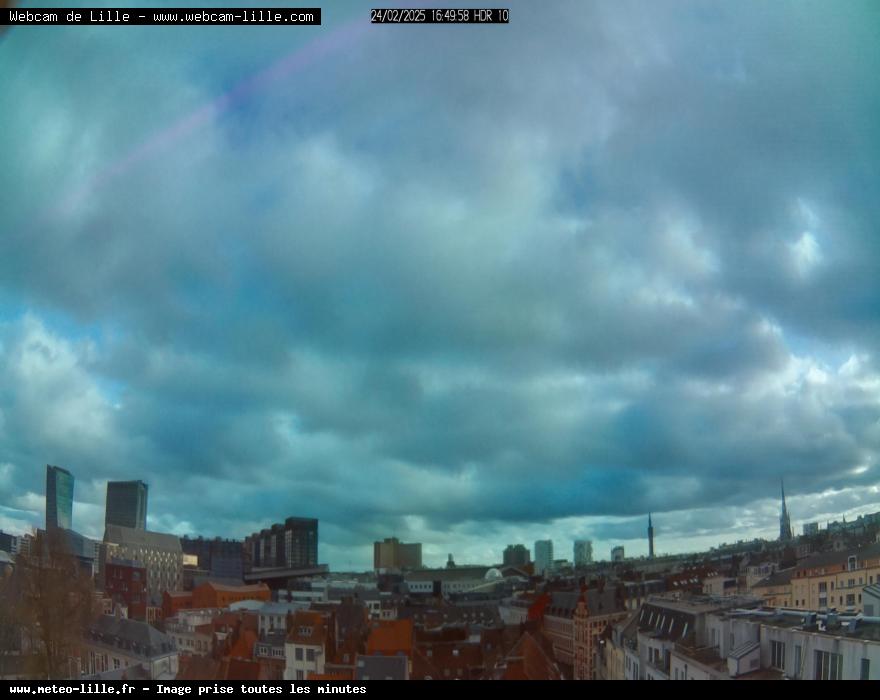 Webcam de Lille - www.webcam-lille.com
24/02/2025 16:49:58 HDR 10
www.meteo-lille.fr - Image prise toutes les minutes